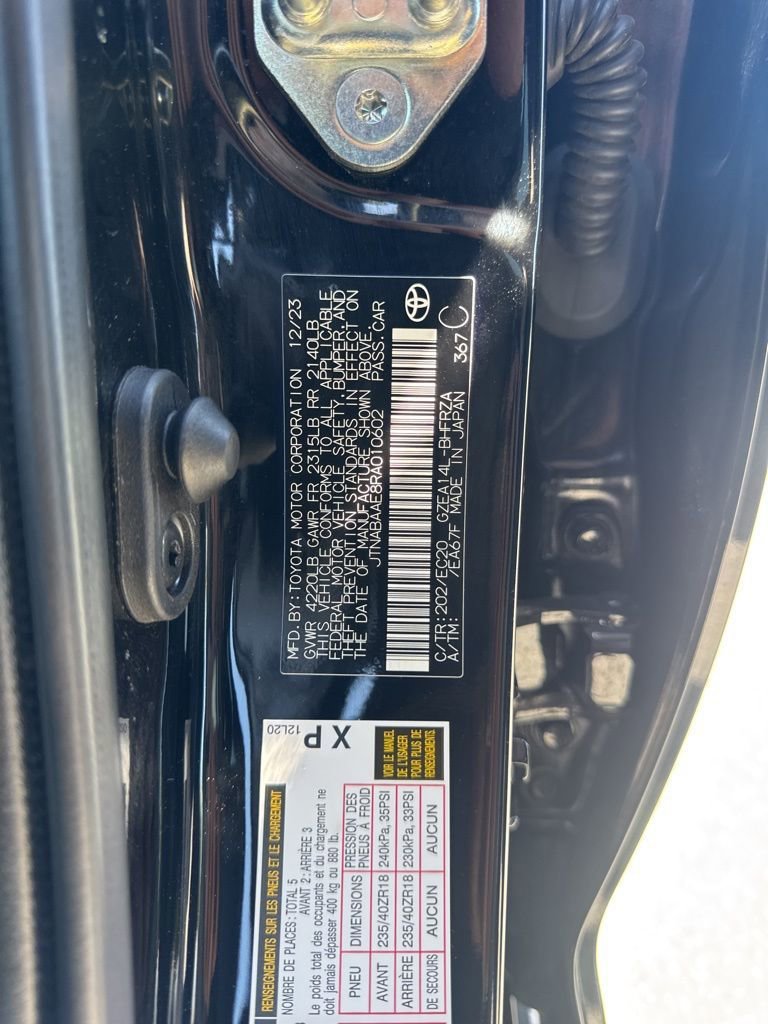 MFD. BY: TOYOTA MOTOR CORPORATION 12/23
GVWR 4220LB GAWR FR 2315LB RR 2140LB
THIS VEHICLE CONFORMS TO ALL APPLICABLE
FEDERAL MOTOR VEHICLE SAFETY, BUMPER, AND
THEFT PREVENTION STANDARDS IN EFFECT ON
THE DATE OF MANUFACTURE SHOWN ABOVE.
JTNABAAE8RA010602 PASS. CAR
C/TR: 202/EC20 GZEA14L-BHFRZA
A/TM: /EA67F MADE IN JAPAN 367 C
X P
12L20
RENSEIGNEMENTS SUR LES PNEUS ET LE CHARGEMENT
NOMBRE DE PLACES: TOTAL 5
AVANT 2: ARRIÈRE 3
Le poids total des occupants et du chargement ne
doit jamais dépasser 400 kg ou 880 lb.
PNEU DIMENSIONS PRESSION DES PNEUS À FROID
AVANT 235/40ZR18 240kPa, 35PSI
ARRIÈRE 235/40ZR18 230kPa, 33PSI
DE SECOURS AUCUN AUCUN
VOIR LE MANUEL
DE L'USAGER
POUR PLUS DE
RENSEIGNEMENTS.